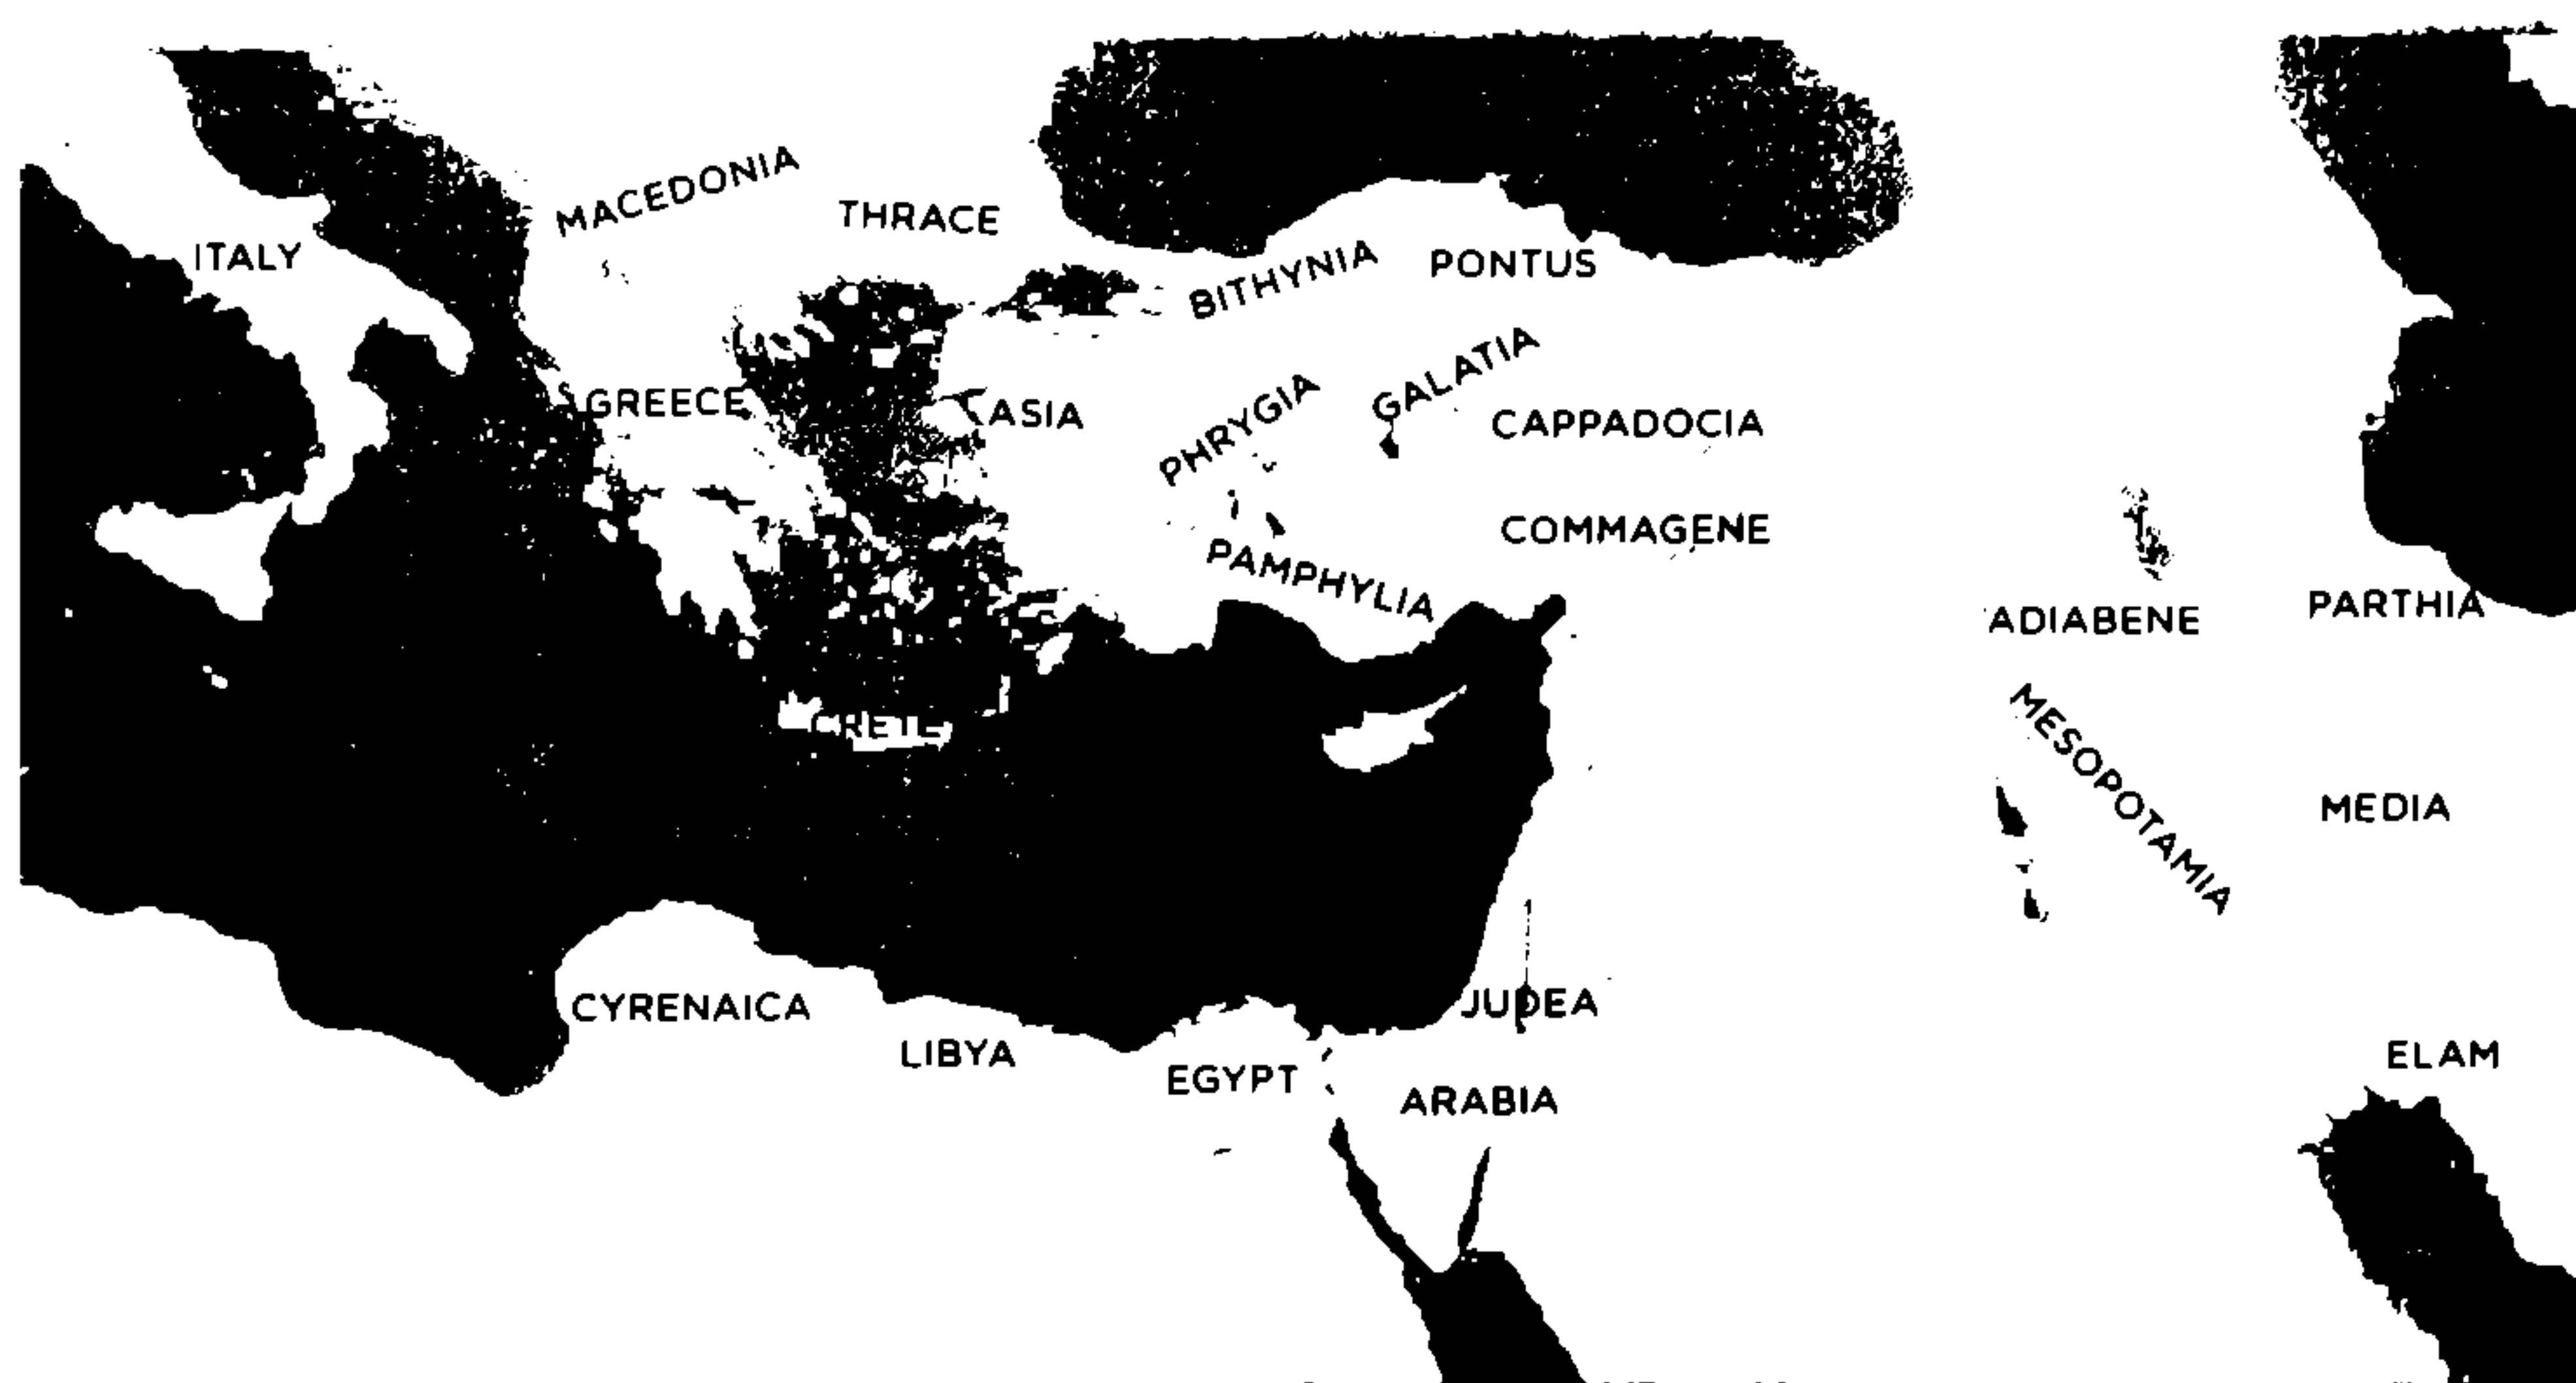 MACEDONIA
THRACE
ITALY
BITHYNIA
PONTUS
GREECE
ASIA
PHRYGIA
GALATIA
CAPPADOCIA
COMMAGENE
PAMPHYLIA
ADIABENE
PARTHIA
CRETE
MESOPOTAMIA
MEDIA
CYRENAICA
JUDEA
LIBYA
EGYPT
ARABIA
ELAM